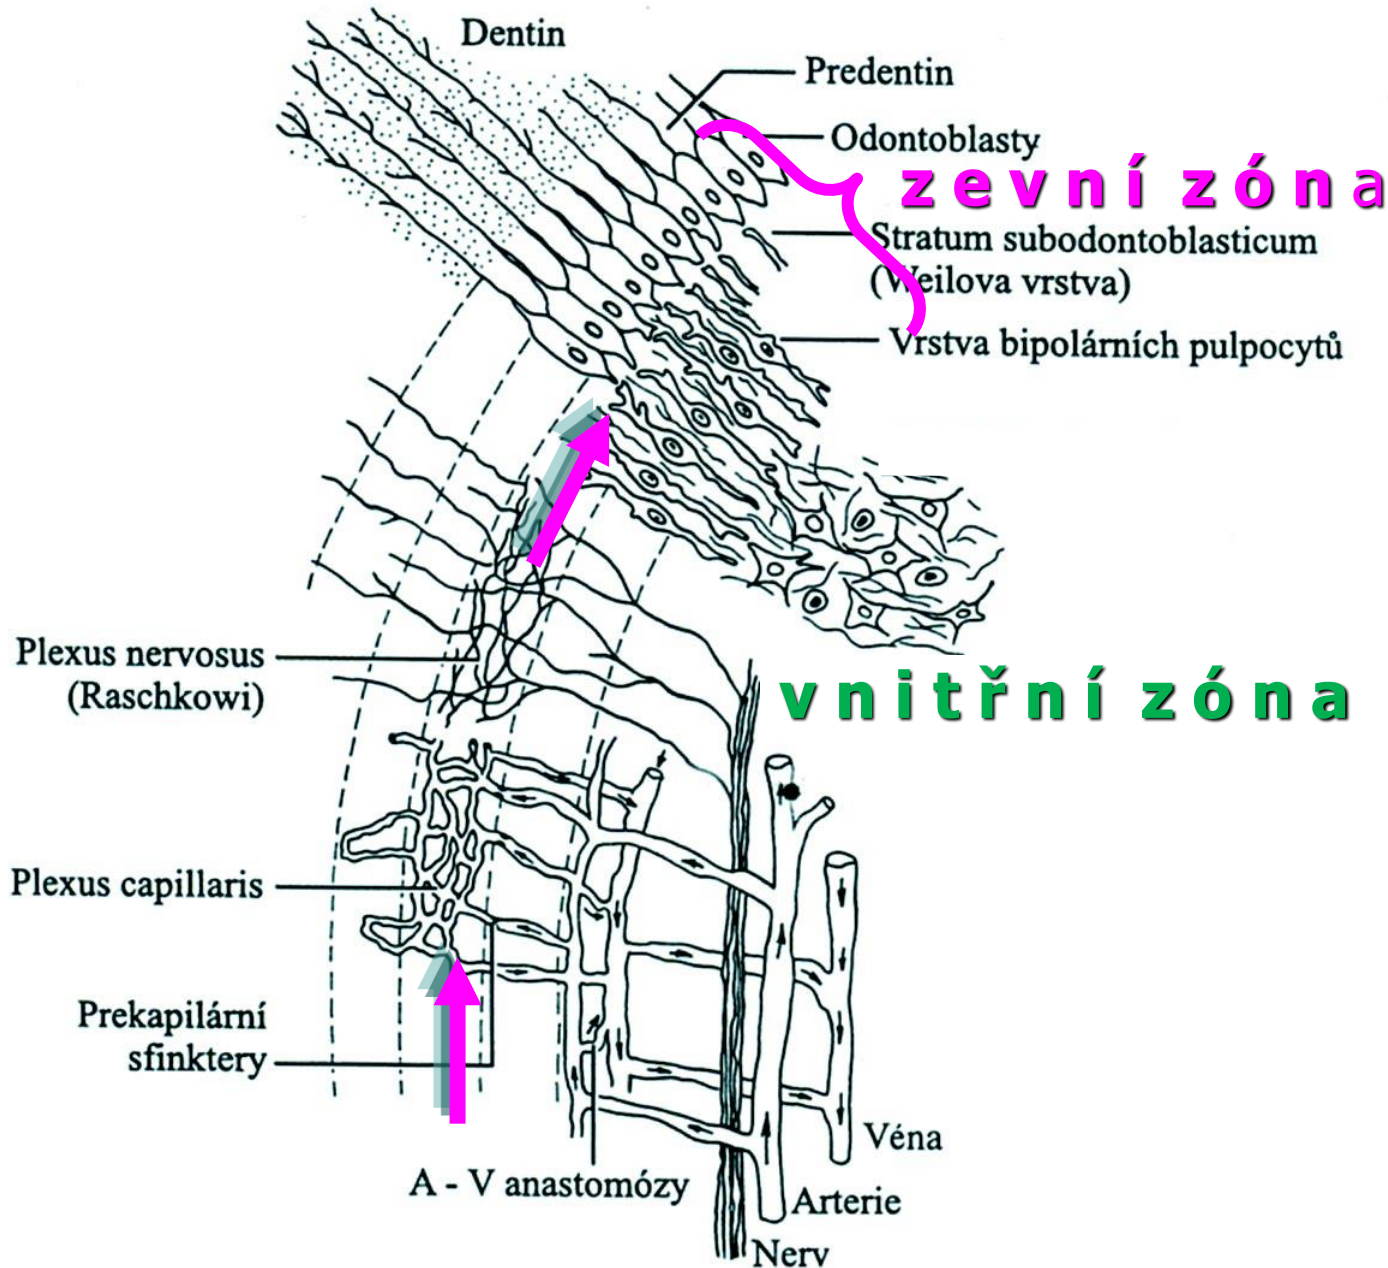 Dentin
Predentin
Odontoblasty
zevní zóna
Stratum subodontoblasticum
(Weilova vrstva)
Vrstva bipolárních pulpocytů
Plexus nervosus
(Raschkowi)
vnitřní zóna
Plexus capillaris
Prekapilární
sfinktery
Véna
A - V anastomózy
Arterie
Nerv